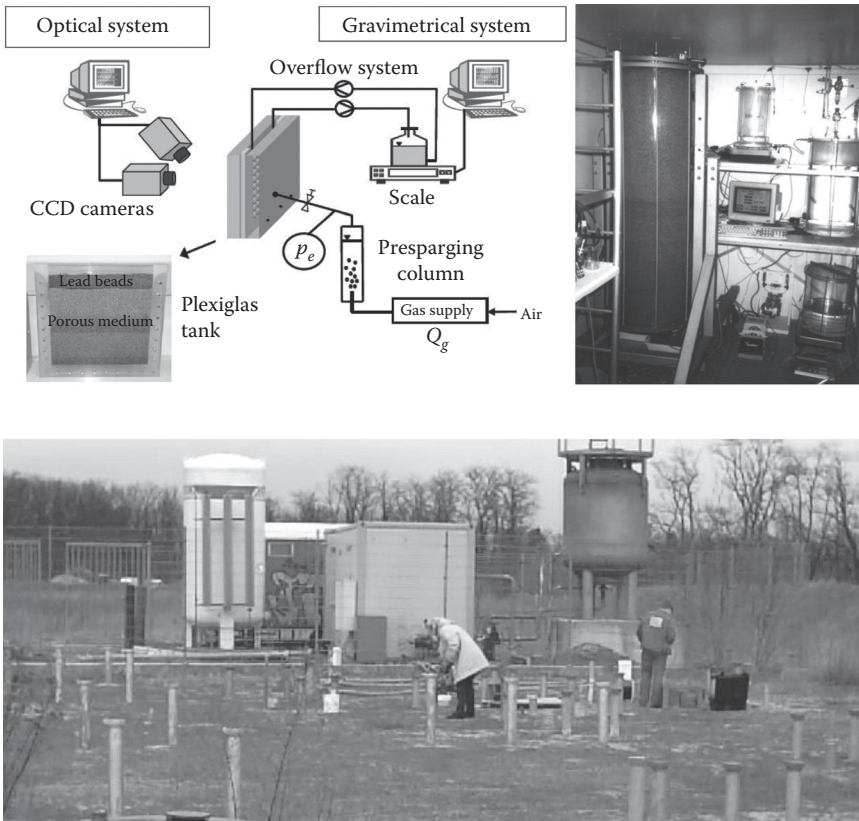 Optical system
Gravimetrical system
Overflow system
CCD cameras
Scale
p_e
Presparging
column
Lead beads
Porous medium
Plexiglas
tank
Gas supply
Air
Q_g